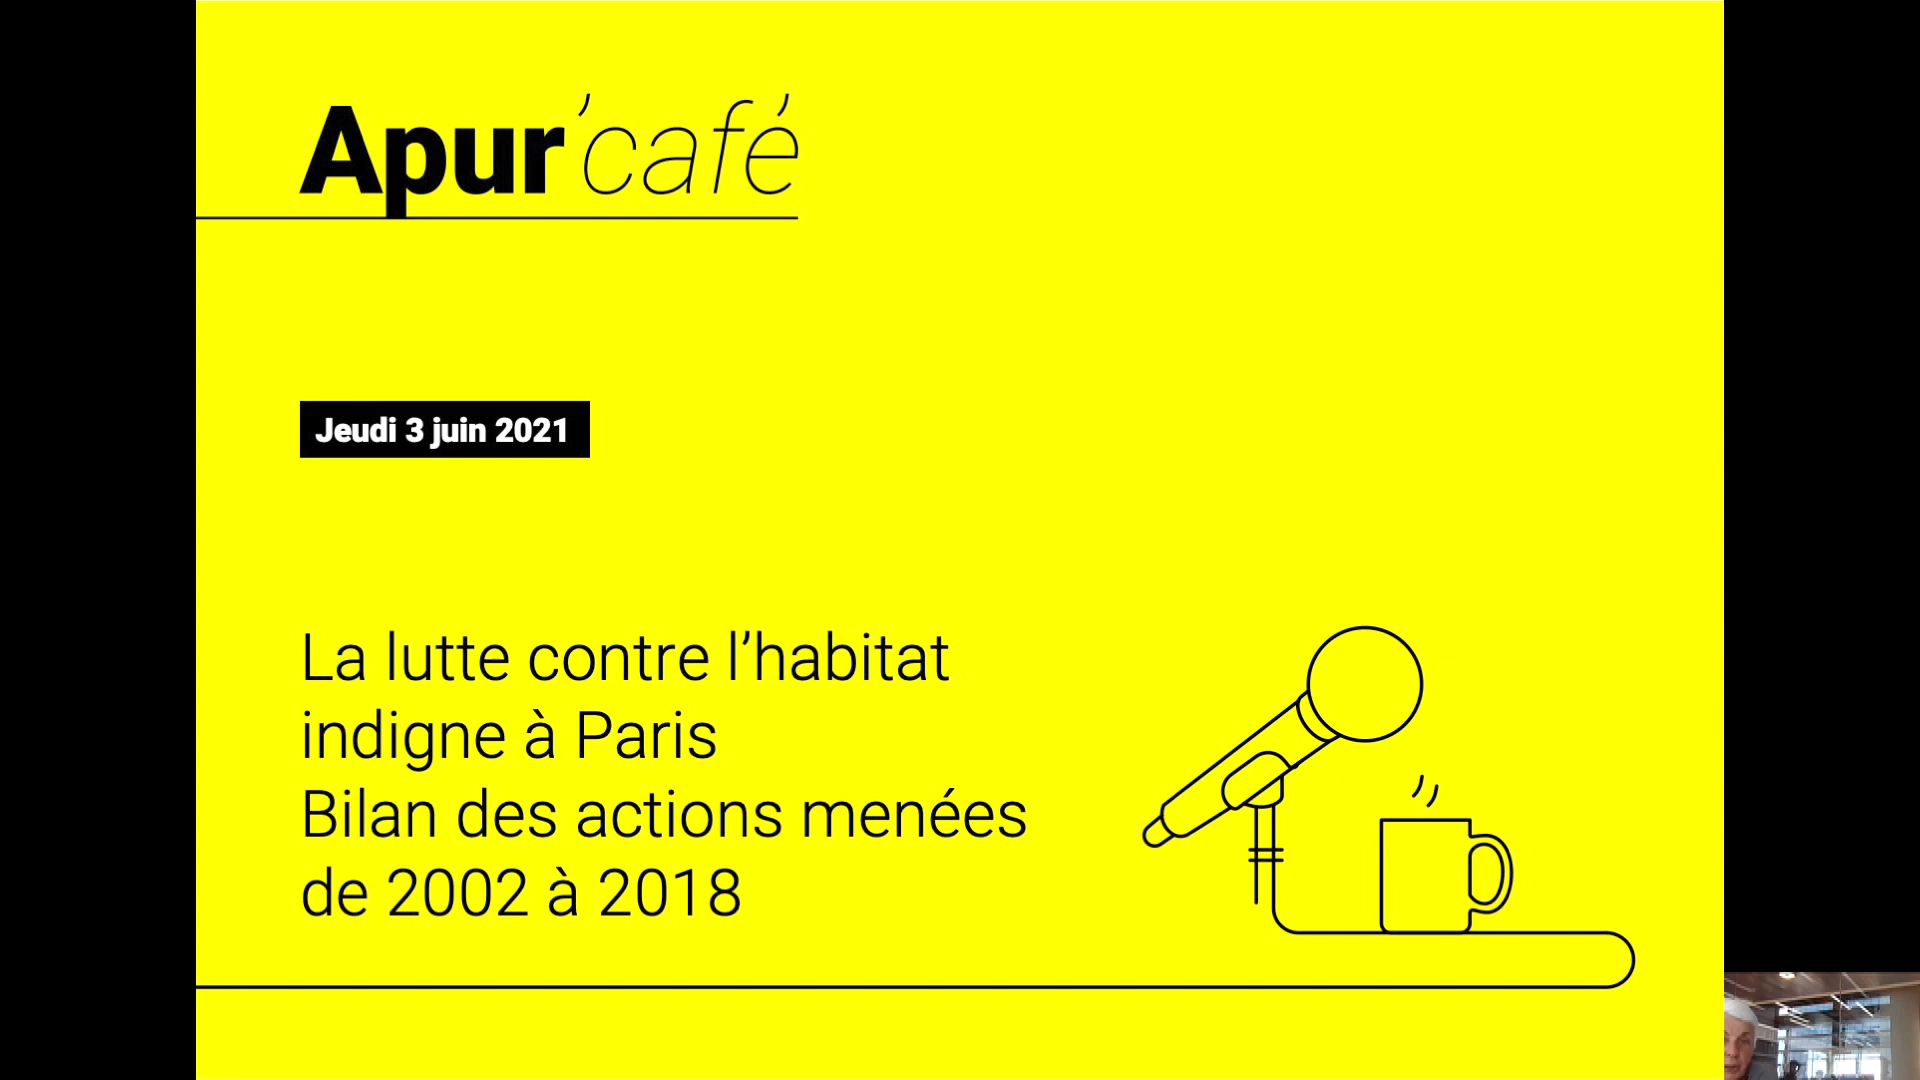 Apur’café
Jeudi 3 juin 2021
La lutte contre l’habitat
indigne à Paris
Bilan des actions menées
de 2002 à 2018